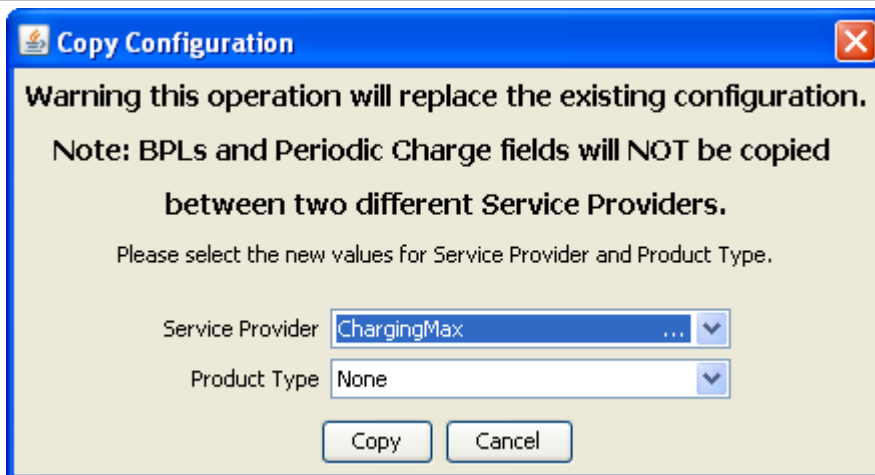 Copy Configuration
Warning this operation will replace the existing configuration.
Note: BPLs and Periodic Charge fields will NOT be copied
between two different Service Providers.
Please select the new values for Service Provider and Product Type.
Service Provider ChargingMax ...
Product Type None
Copy Cancel